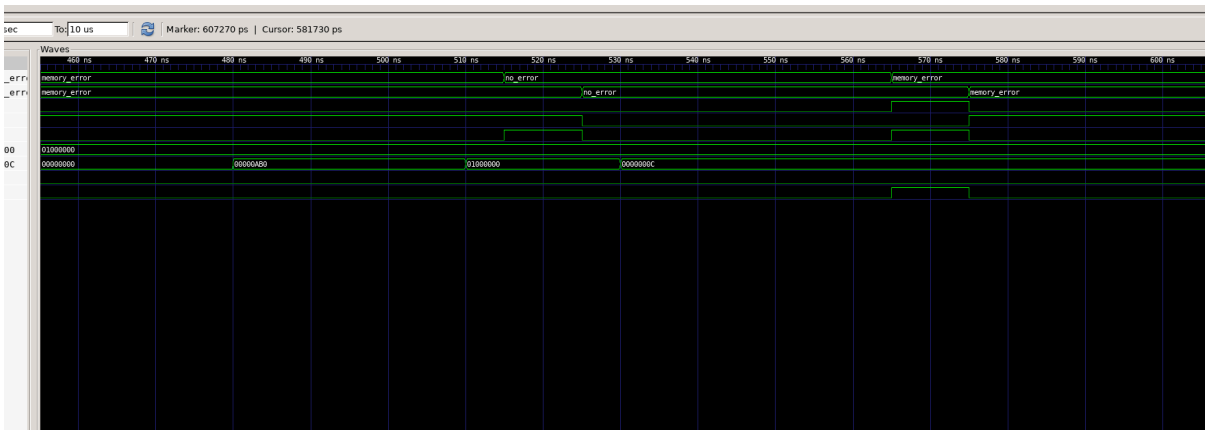 sec To: 10 us Marker: 607270 ps | Cursor: 581730 ps
Waves
460 ns 470 ns 480 ns 490 ns 500 ns 510 ns 520 ns 530 ns 540 ns 550 ns 560 ns 570 ns 580 ns 590 ns 600 ns
_erro memory_error no_error memory_error
_erro memory_error no_error memory_error
00 01000000
0C 00000000 00000AB0 01000000 0000000C